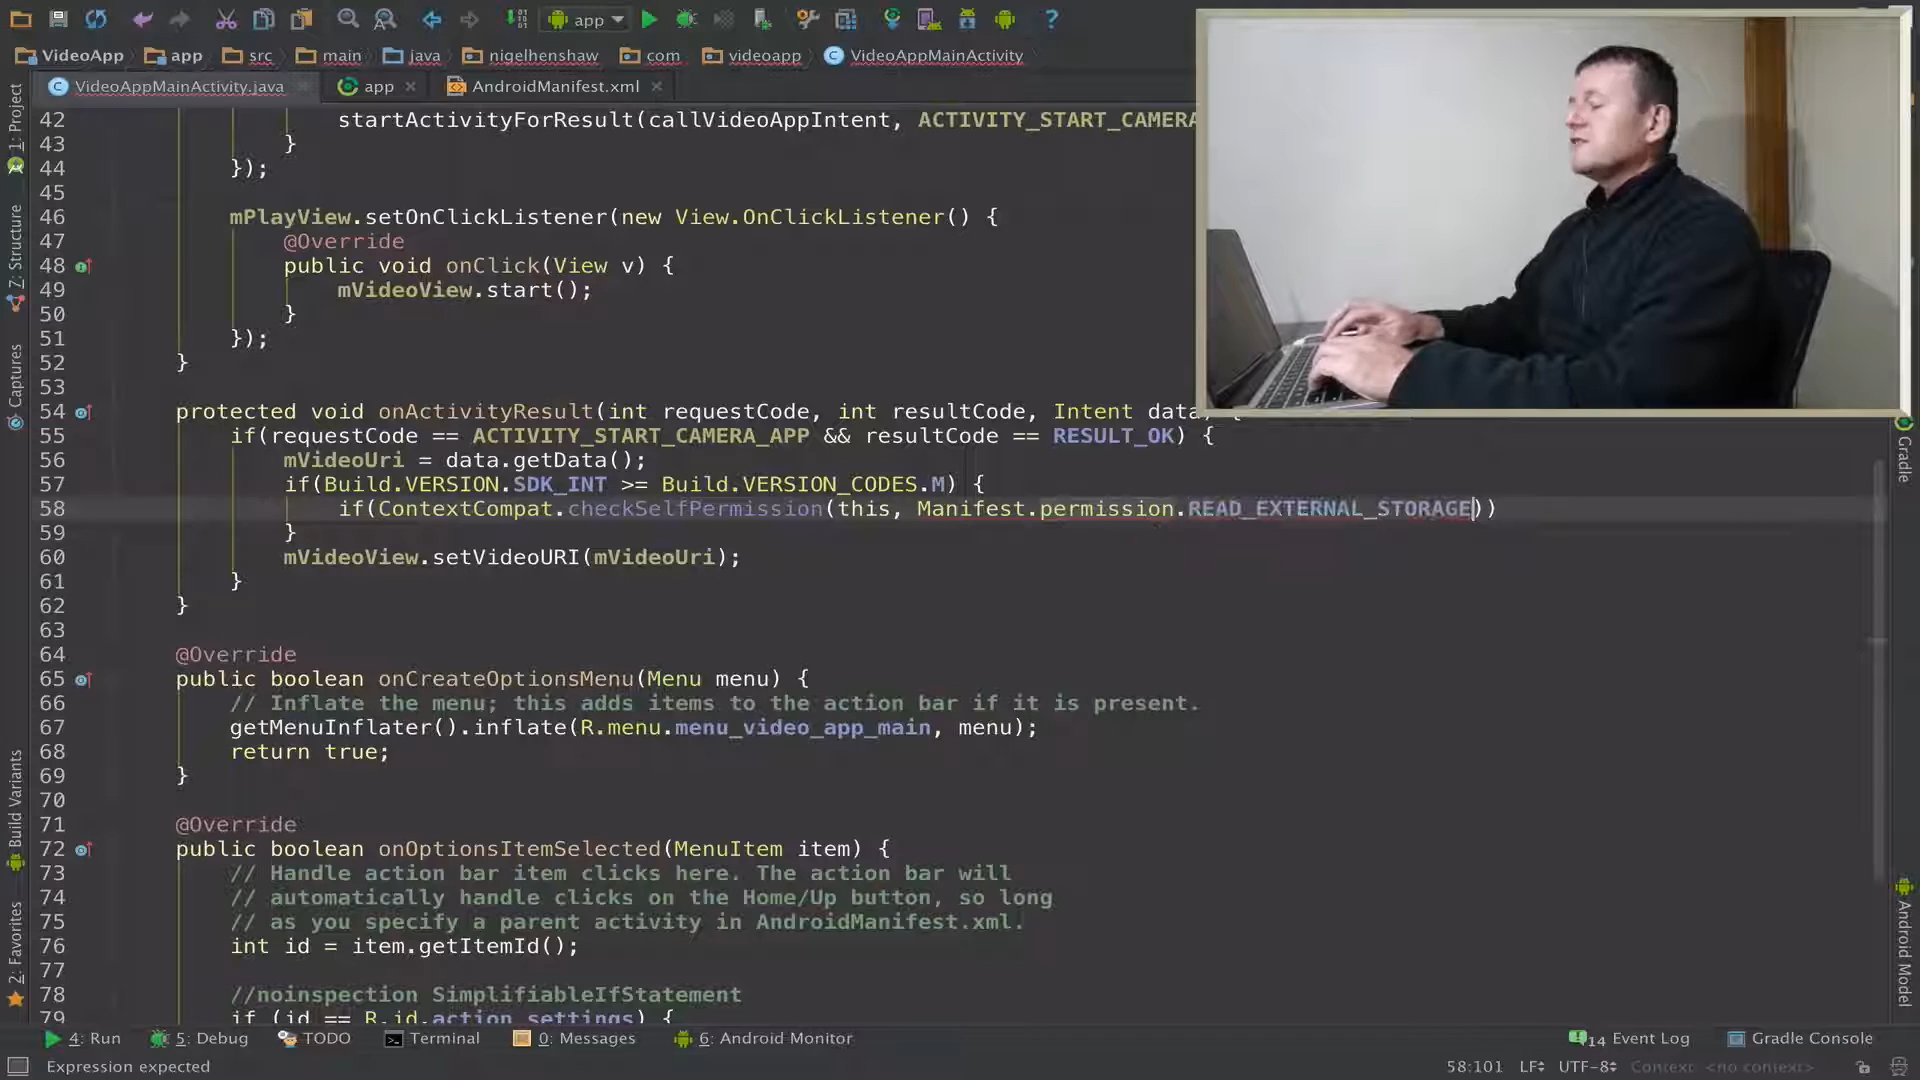 app
VideoApp
app
src
main
java
nigelhenshaw
com
videoapp
VideoAppMainActivity
VideoAppMainActivity.java
app
AndroidManifest.xml
1: Project
7: Structure
Captures
Build Variants
2: Favorites
42 startActivityForResult(callVideoAppIntent, ACTIVITY_START_CAMERA
43 }
44 });
45
46 mPlayView.setOnClickListener(new View.OnClickListener() {
47 @Override
48 public void onClick(View v) {
49 mVideoView.start();
50 }
51 });
52 }
53
54 protected void onActivityResult(int requestCode, int resultCode, Intent data) {
55 if(requestCode == ACTIVITY_START_CAMERA_APP && resultCode == RESULT_OK) {
56 mVideoUri = data.getData();
57 if(Build.VERSION.SDK_INT >= Build.VERSION_CODES.M) {
58 if(ContextCompat.checkSelfPermission(this, Manifest.permission.READ_EXTERNAL_STORAGE))
59 }
60 mVideoView.setVideoURI(mVideoUri);
61 }
62 }
63
64 @Override
65 public boolean onCreateOptionsMenu(Menu menu) {
66 // Inflate the menu; this adds items to the action bar if it is present.
67 getMenuInflater().inflate(R.menu.menu_video_app_main, menu);
68 return true;
69 }
70
71 @Override
72 public boolean onOptionsItemSelected(MenuItem item) {
73 // Handle action bar item clicks here. The action bar will
74 // automatically handle clicks on the Home/Up button, so long
75 // as you specify a parent activity in AndroidManifest.xml.
76 int id = item.getItemId();
77
78 //noinspection SimplifiableIfStatement
79 if (id == R.id.action_settings) {
Gradle
Android Model
4: Run
5: Debug
TODO
Terminal
0: Messages
6: Android Monitor
14 Event Log
Gradle Console
Expression expected
58:101
LF
UTF-8
Context: <no context>